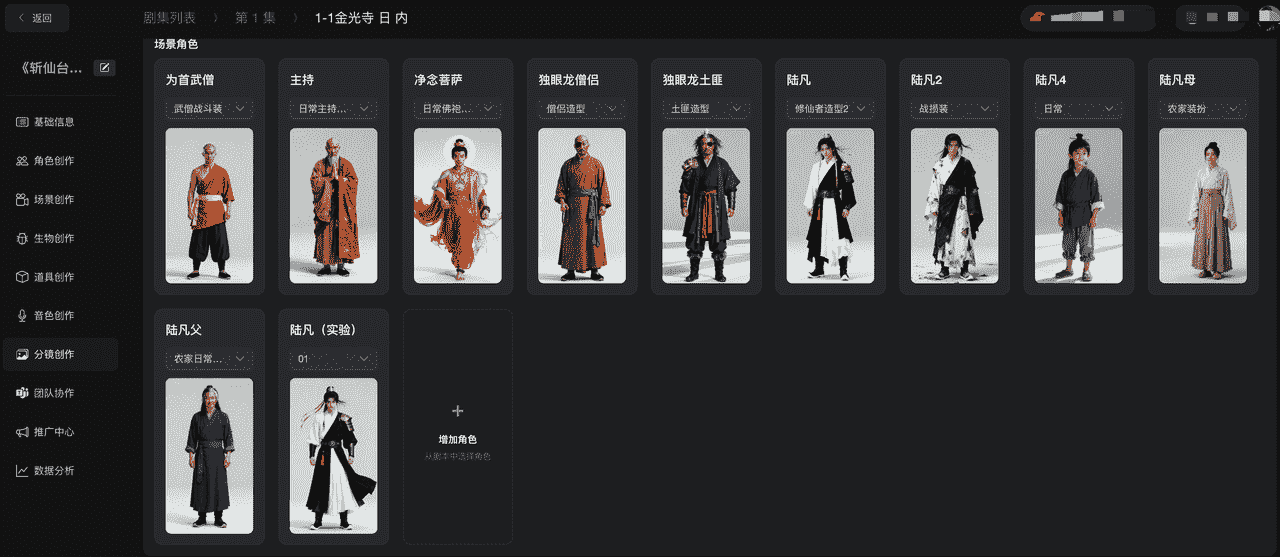 返回
剧集列表 〉 第 1 集 〉 1-1金光寺 日 内
《斩仙台...
基础信息
角色创作
场景创作
生物创作
道具创作
音色创作
分镜创作
团队协作
推广中心
数据分析
场景角色
为首武僧
武僧战斗装
主持
日常主持...
净念菩萨
日常佛袍...
独眼龙僧侣
僧侣造型
独眼龙土匪
土匪造型
陆凡
修仙者造型2
陆凡2
战损装
陆凡4
日常
陆凡母
农家装扮
陆凡父
农家日常...
陆凡（实验）
01
增加角色
从剧本中选择角色